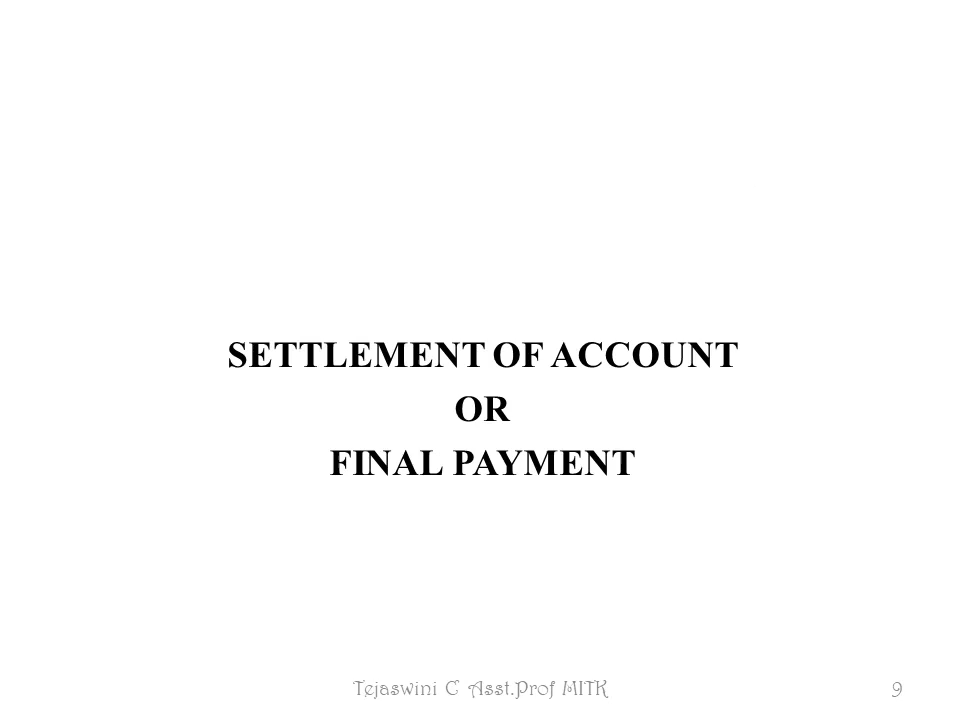 SETTLEMENT OF ACCOUNT
OR
FINAL PAYMENT
Tejaswini C Asst.Prof MITK 9